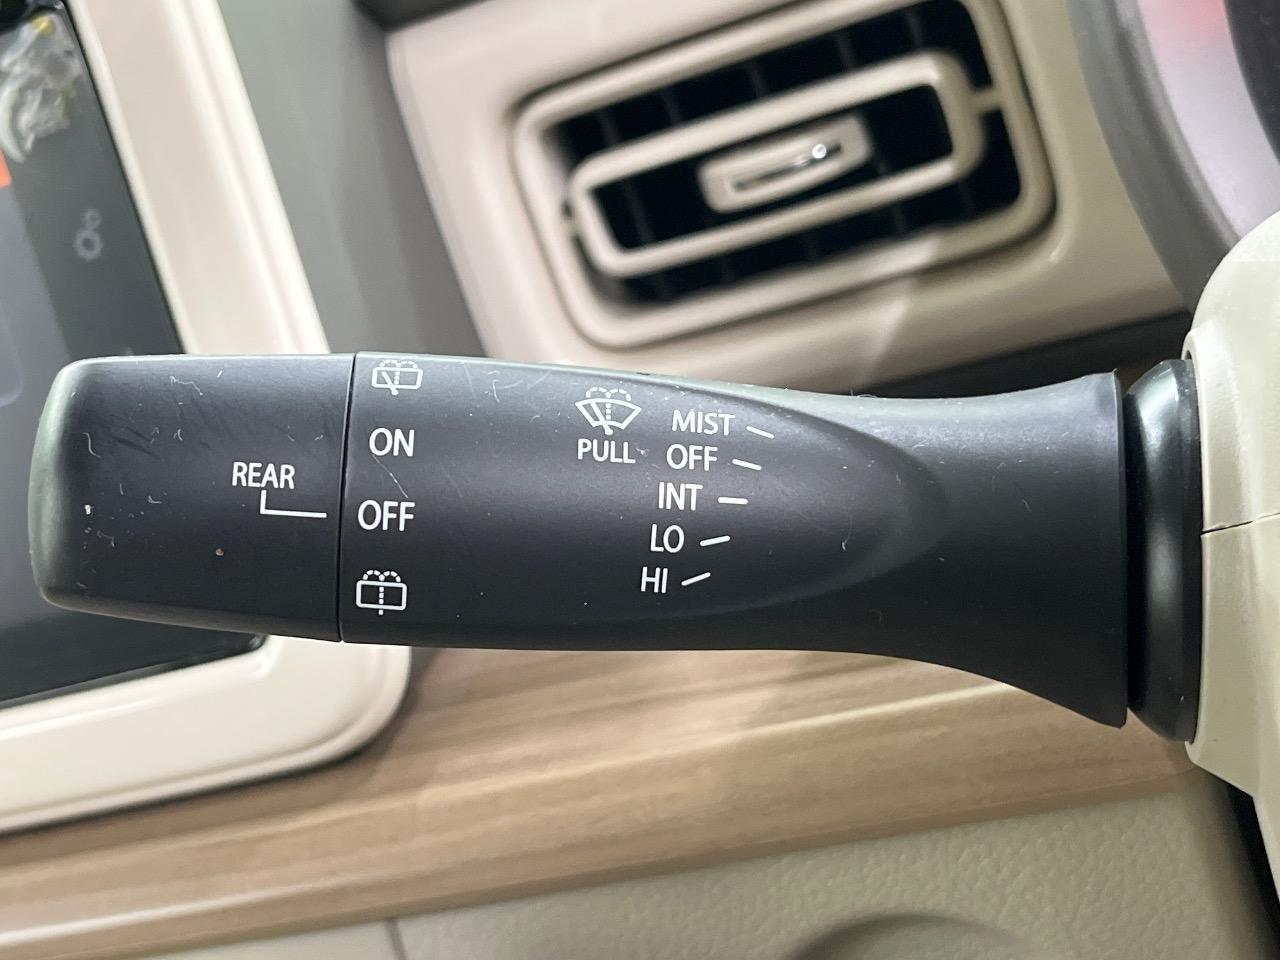 REAR
ON
OFF
PULL
MIST
OFF
INT
LO
HI